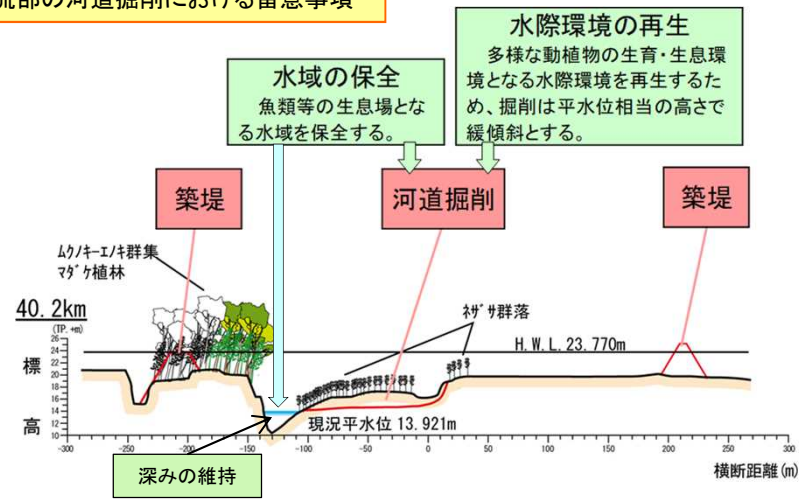 流部の河道掘削における留意事項
水際環境の再生
多様な動植物の生育・生息環
境となる水際環境を再生するた
め、掘削は平水位相当の高さで
緩傾斜とする。
水域の保全
魚類等の生息場とな
る水域を保全する。
築堤
河道掘削
築堤
ムクノキーエノキ群集
マダケ植林
40.2km
(TP. +m)
ネザサ群落
H.W.L. 23.770m
標
高
26
24
22
20
18
16
14
12
10
現況平水位 13.921m
-300 -250 -200 -150 -100 -50 0 50 100 150 200 250 300
横断距離(m)
深みの維持